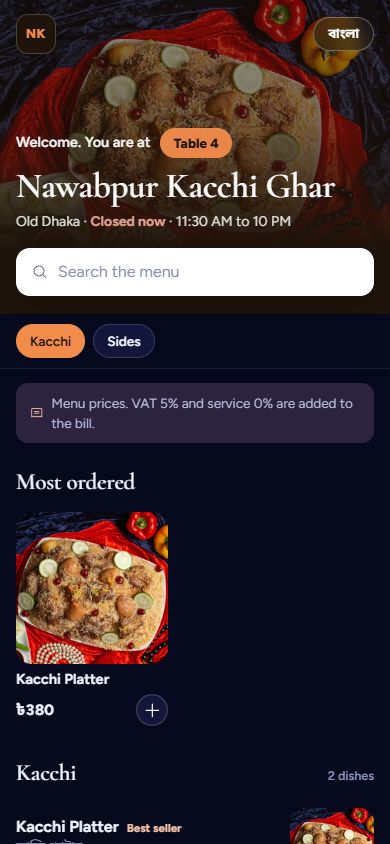 NK
বাংলা
Welcome. You are at Table 4
Nawabpur Kacchi Ghar
Old Dhaka · Closed now · 11:30 AM to 10 PM
Search the menu
Kacchi
Sides
Menu prices. VAT 5% and service 0% are added to
the bill.
Most ordered
Kacchi Platter
৳380
Kacchi
2 dishes
Kacchi Platter Best seller